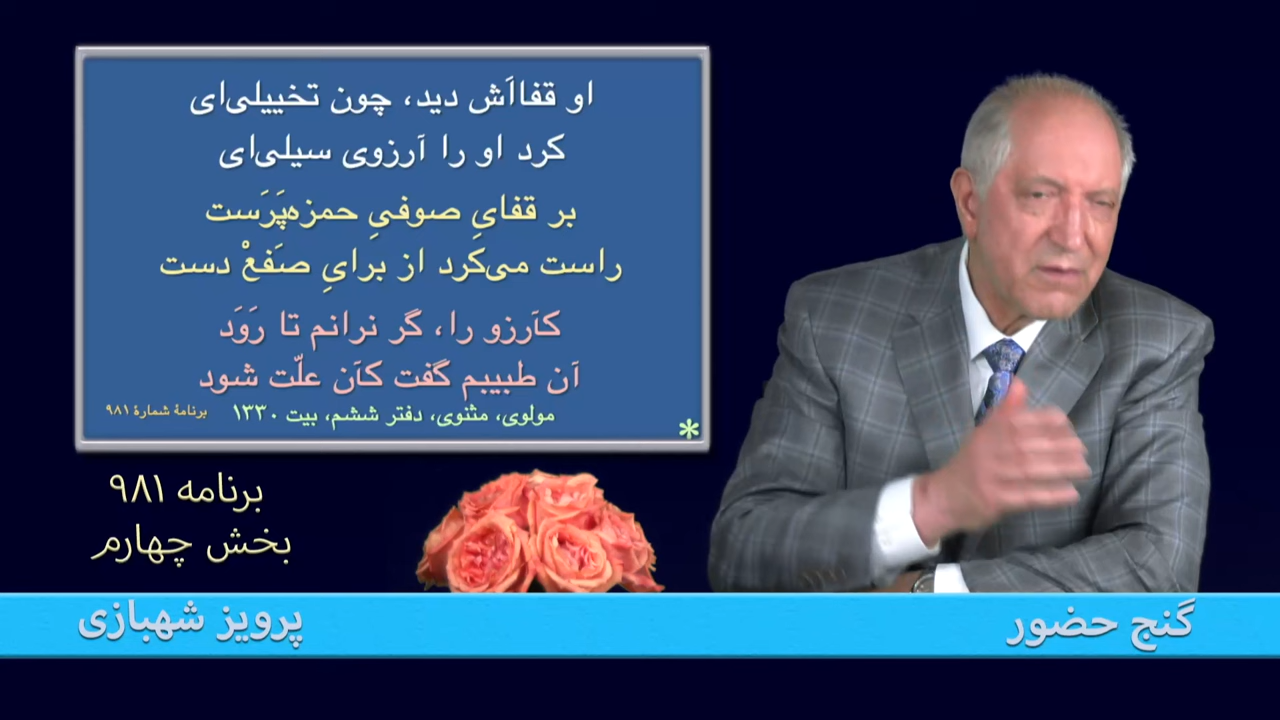 او قفااَش دید، چون تخییلی‌ای
کرد او را آرزوی سیلی‌ای
بر قفایِ صوفیِ حمزه‌پَرَست
راست می‌کرد از برایِ صَفعْ دست
کآرزو را، گر نرانم تا رَوَد
آن طبیبم گفت کآن علّت شود
مولوی، مثنوی، دفتر ششم، بیت ۱۳۳۰
برنامهٔ شمارهٔ ۹۸۱
*
برنامه ۹۸۱
بخش چهارم
گنج حضور
پرویز شهبازی